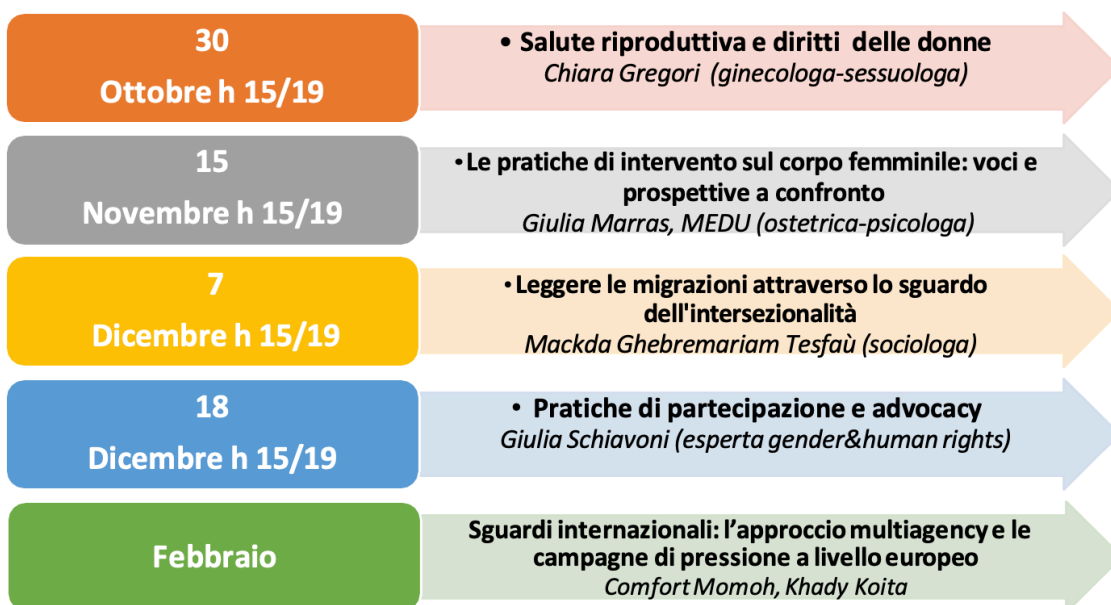 30
Ottobre h 15/19
• Salute riproduttiva e diritti delle donne
Chiara Gregori (ginecologa-sessuologa)
15
Novembre h 15/19
•Le pratiche di intervento sul corpo femminile: voci e
prospettive a confronto
Giulia Marras, MEDU (ostetrica-psicologa)
7
Dicembre h 15/19
•Leggere le migrazioni attraverso lo sguardo
dell'intersezionalità
Mackda Ghebremariam Tesfaù (sociologa)
18
Dicembre h 15/19
• Pratiche di partecipazione e advocacy
Giulia Schiavoni (esperta gender&human rights)
Febbraio
Sguardi internazionali: l’approccio multiagency e le
campagne di pressione a livello europeo
Comfort Momoh, Khady Koita